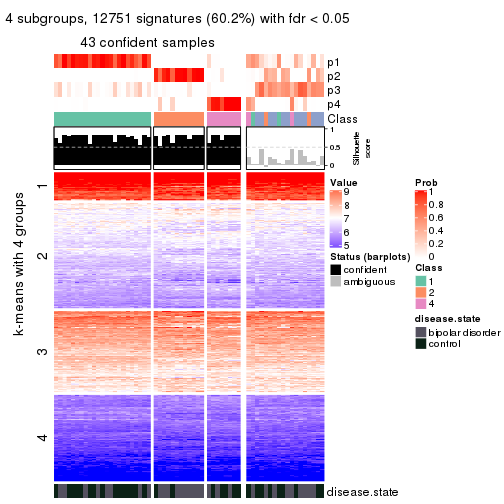 4 subgroups, 12751 signatures (60.2%) with fdr < 0.05
43 confident samples
p1
p2
p3
p4
Class
1
0.5
0
Silhouette
score
k-means with 4 groups
1
2
3
4
disease.state
Value
9
8
7
6
5
Status (barplots)
confident
ambiguous
Prob
1
0.8
0.6
0.4
0.2
0
Class
1
2
4
disease.state
bipolar disorder
control